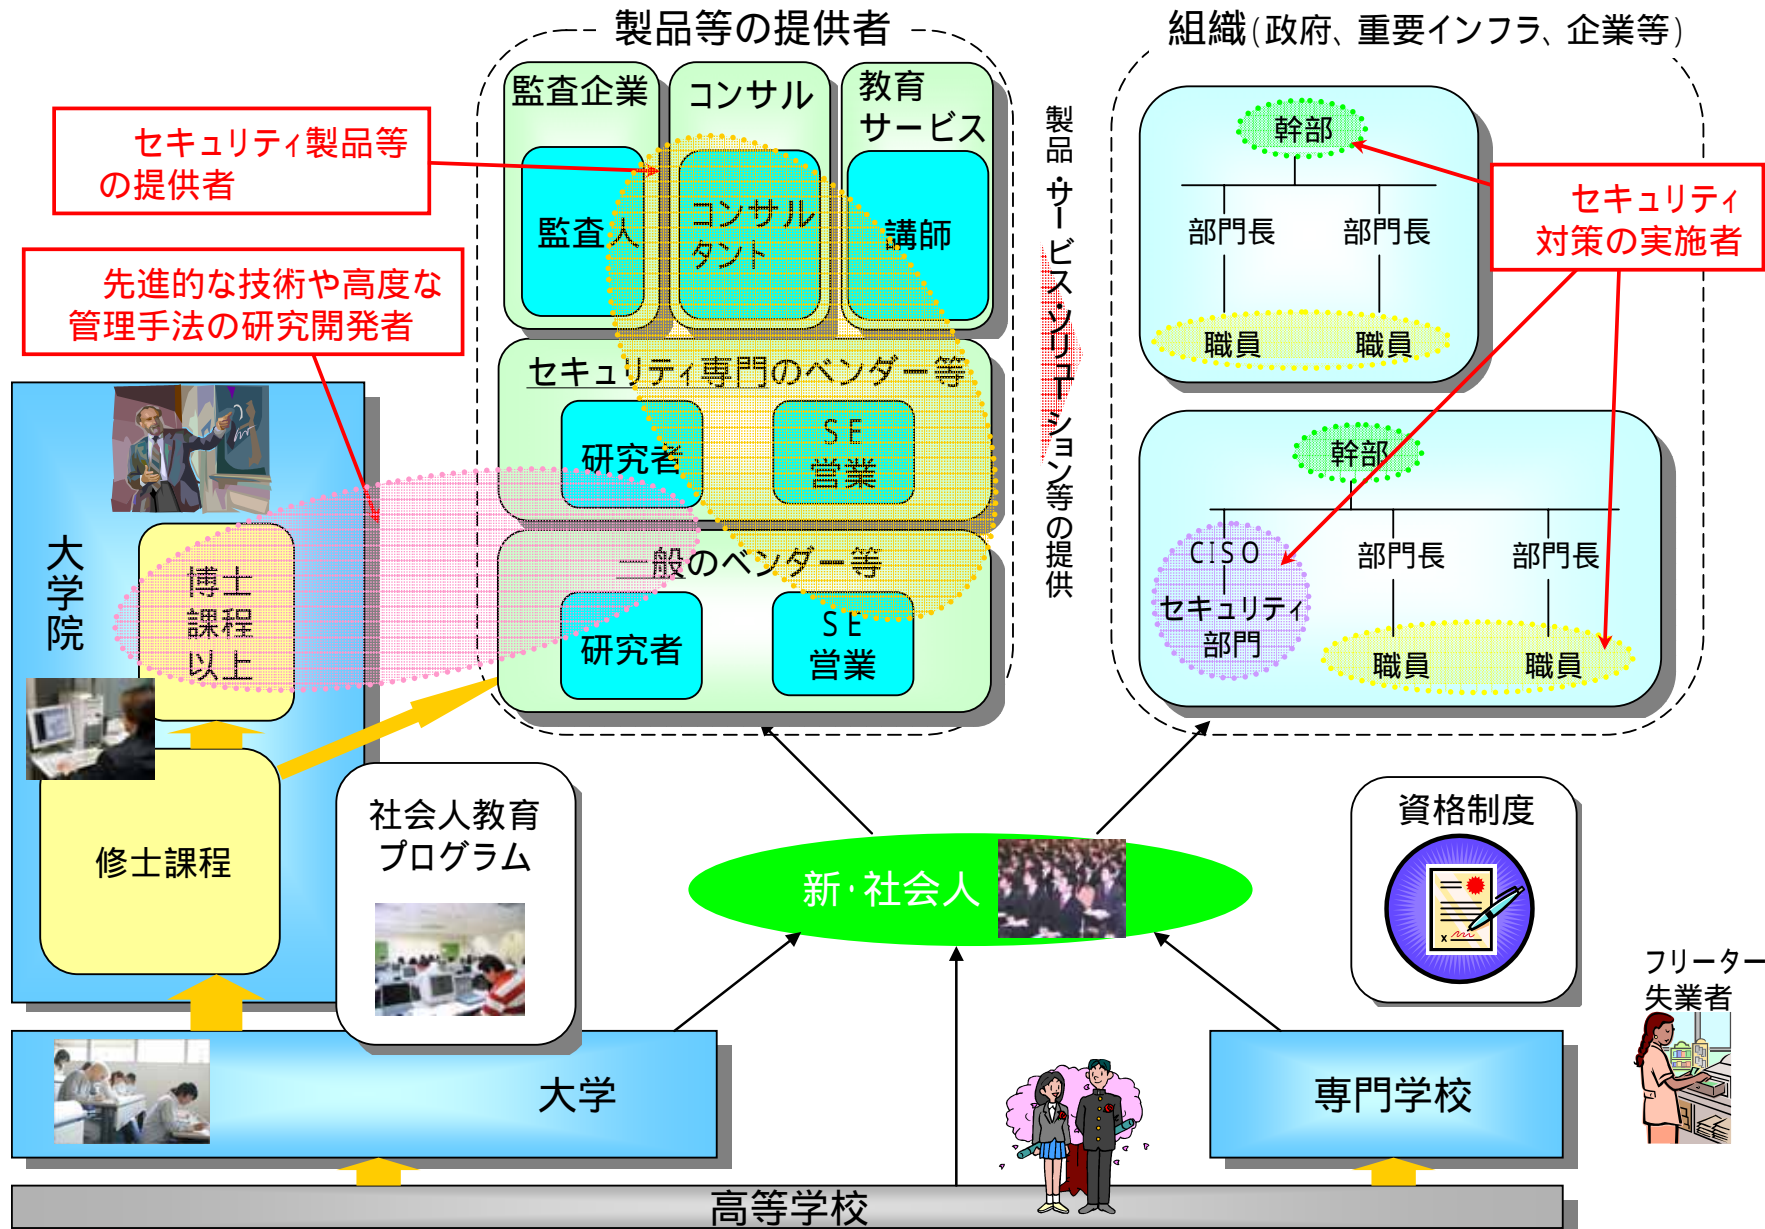 製品等の提供者
組織(政府、重要インフラ、企業等)
監査企業
コンサル
教育
サービス
セキュリティ製品等
の提供者
監査人
コンサル
タント
講師
先進的な技術や高度な
管理手法の研究開発者
セキュリティ専門のベンダー等
研究者
SE
営業
一般のベンダー等
研究者
SE
営業
製品・サービス・ソリューション等の提供
幹部
部門長
部門長
職員
職員
セキュリティ
対策の実施者
幹部
CISO
セキュリティ
部門
部門長
部門長
職員
職員
大学院
博士
課程
以上
修士課程
社会人教育
プログラム
新・社会人
資格制度
フリーター
失業者
大学
専門学校
高等学校